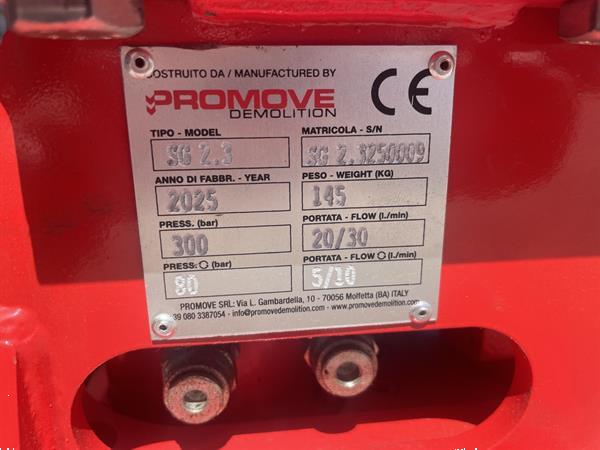 COSTRUITO DA / MANUFACTURED BY
PROMOVE
DEMOLITION
CE
TIPO - MODEL
SG 2.3
MATRICOLA - S/N
SG 2.3250009
ANNO DI FABBR. - YEAR
2025
PESO - WEIGHT (KG)
145
PRESS. (bar)
300
PORTATA - FLOW (l./min)
20/30
PRESS. (bar)
80
PORTATA - FLOW (l./min)
5/10
PROMOVE SRL: Via L. Gambardella, 10 - 70056 Molfetta (BA) ITALY
39 080 3387054 - info@promovedemolition.com - www.promovedemolition.com